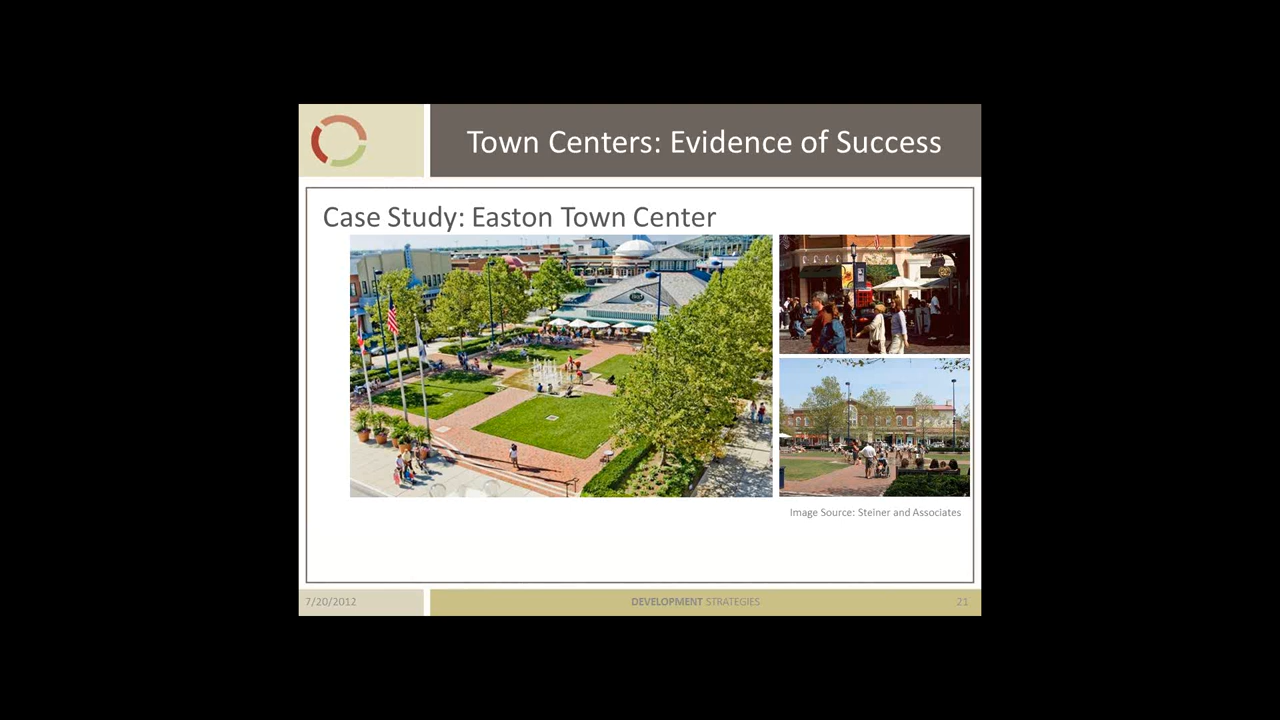 Town Centers: Evidence of Success
Case Study: Easton Town Center
Image Source: Steiner and Associates
7/20/2012
DEVELOPMENT STRATEGIES
21